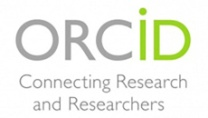 ORCiD
Connecting Research
and Researchers